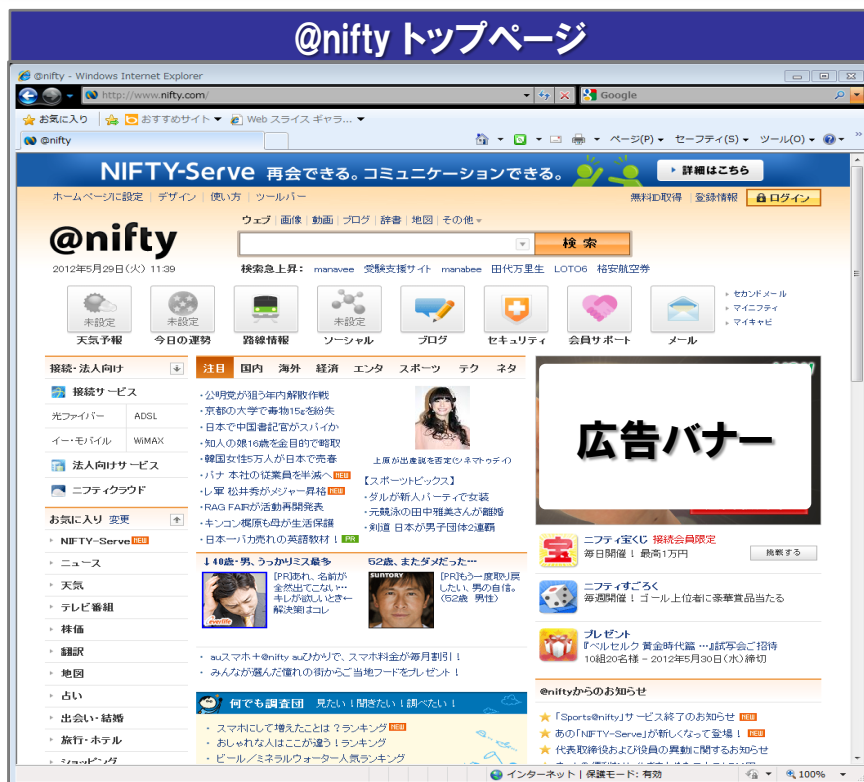 @nifty トップページ
@nifty - Windows Internet Explorer
http://www.nifty.com/
Google
お気に入り おすすめサイト Web スライス ギャラ...
@nifty
ページ(P) セーフティ(S) ツール(O)
NIFTY-Serve 再会できる。コミュニケーションできる。 詳細はこちら
ホームページに設定 | デザイン | 使い方 | ツールバー
無料ID取得 | 登録情報 ログイン
ウェブ | 画像 | 動画 | ブログ | 辞書 | 地図 | その他
@nifty
検索
2012年5月29日(火) 11:39
検索急上昇: manavee 受験支援サイト manabee 田代万里生 LOTO6 格安航空券
未設定 未設定 未設定
天気予報 今日の運勢 路線情報 ソーシャル ブログ セキュリティ 会員サポート メール
セカンドメール
マイニフティ
マイキャビ
接続・法人向け
接続サービス
光ファイバー ADSL
イー・モバイル WiMAX
法人向けサービス
ニフティクラウド
お気に入り 変更
NIFTY-Serve NEW
ニュース
天気
テレビ番組
株価
翻訳
地図
占い
出会い・結婚
旅行・ホテル
ショッピング
注目 国内 海外 経済 エンタ スポーツ テク ネタ
・公明党が狙う年内解散作戦
・京都の大学で毒物15gを紛失
・日本で中国書記官がスパイか
・知人の娘16歳を金目的で略取
・韓国女性5万人が日本で売春
・パナ 本社の従業員を半減へ NEW
・レ軍 松井秀がメジャー昇格 NEW
・RAG FAIRが活動再開発表
・キンコン梶原も母が生活保護
・日本一バカ売れの英語教材! PR
上原が出産説を否定(シネマトゥデイ)
【スポーツトピックス】
・ダルが新人パーティで女装
・元競泳の田中雅美さんが離婚
・剣道 日本が男子団体2連覇
↓40歳・男、うっかりミス最多
[PR]あれ、名前が
全然出てこない…
キレが欲しいとき←
解決策はコレ
everlife
52歳、またダメだった…
SUNTORY
[PR]もう一度取り戻
したい、男の自信。
(52歳 男性)
・auスマホ+@nifty auひかりで、スマホ料金が毎月割引!
・みんなが選んだ憧れの街からご当地フードをプレゼント!
何でも調査団 見たい!聞きたい!調べたい!
・スマホにして増えたことは?ランキング NEW
・おしゃれな人はここが違う!ランキング
・ビール/ミネラルウォーター人気ランキング
広告バナー
ニフティ宝くじ 接続会員限定
毎日開催! 最高1万円
挑戦する
ニフティすごろく
毎週開催! ゴール上位者に豪華賞品当たる
プレゼント
『ベルセルク 黄金時代篇 …』試写会ご招待
10組20名様 - 2012年5月30日(水)締切
@niftyからのお知らせ
「Sports@nifty」サービス終了のお知らせ NEW
あの「NIFTY-Serve」が新しくなって登場! NEW
代表取締役および役員の異動に関するお知らせ
インターネット | 保護モード: 有効
100%